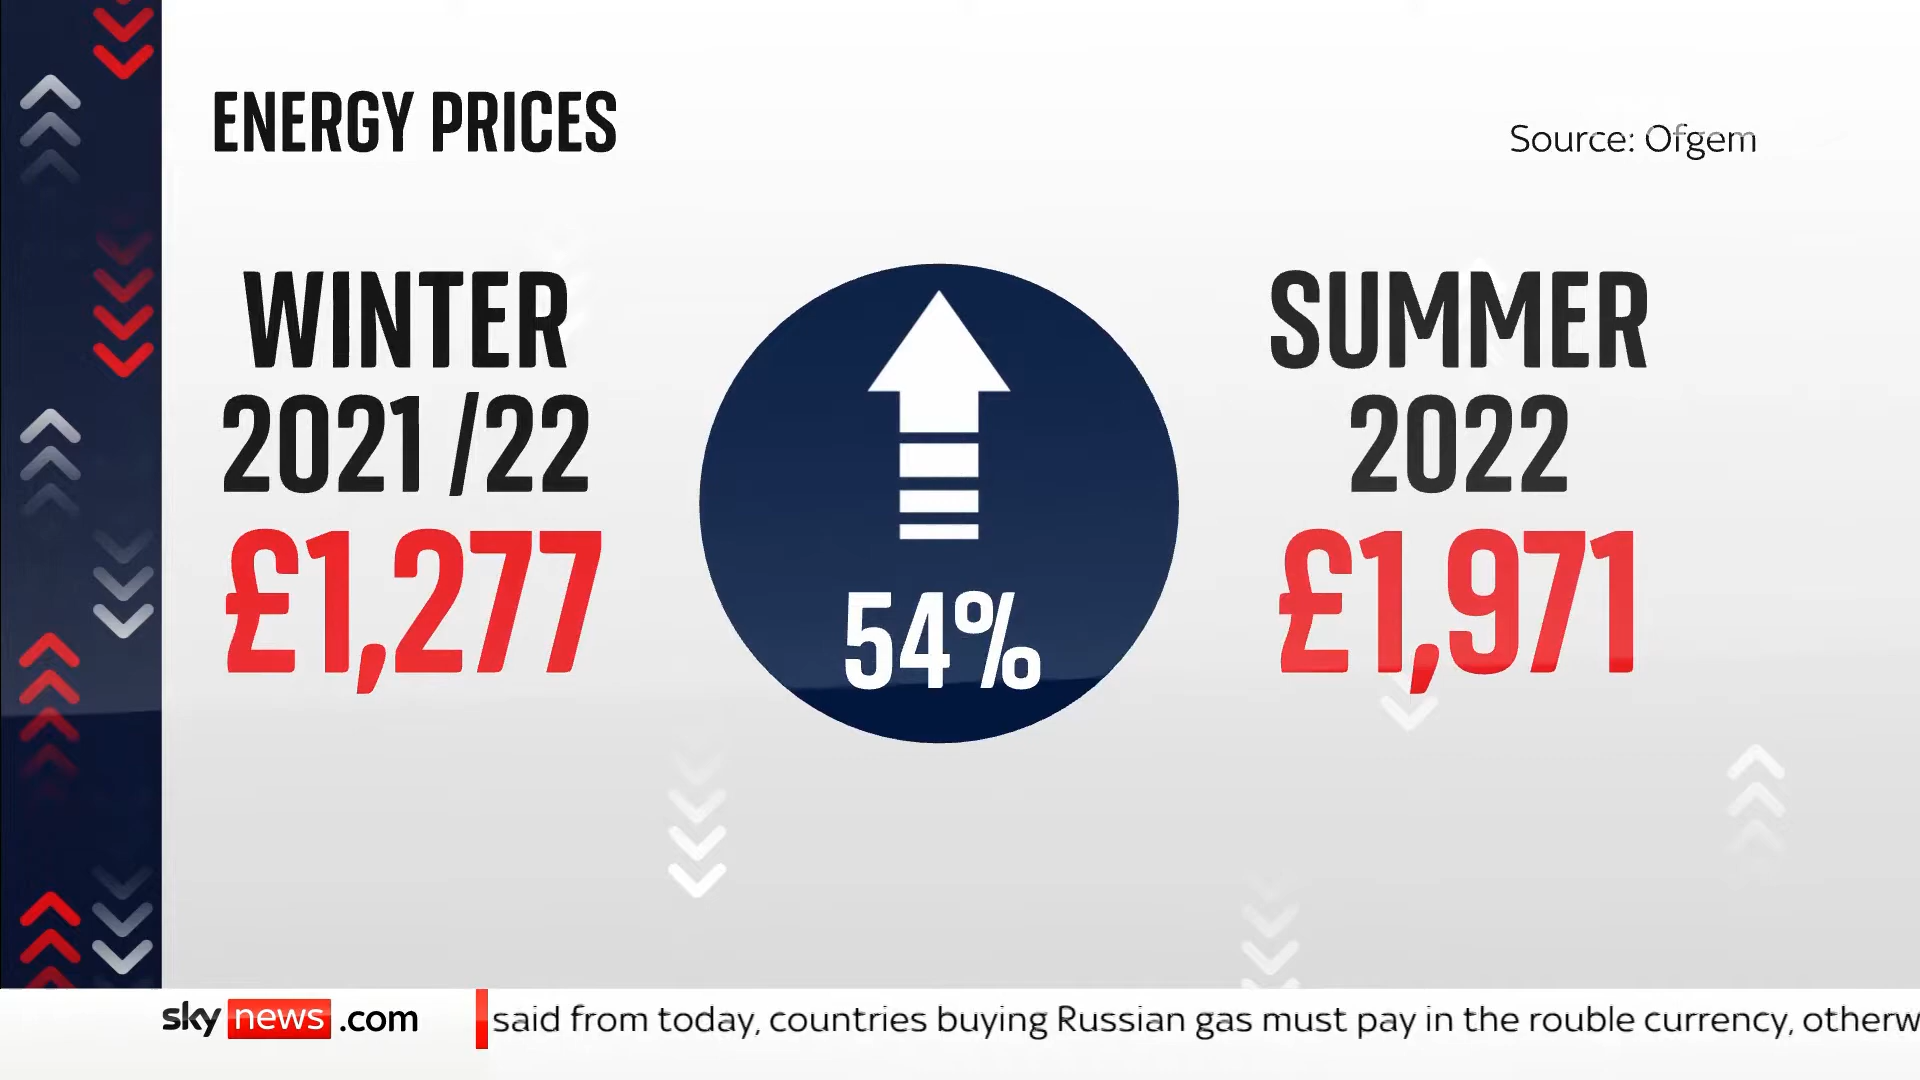 ENERGY PRICES
Source: Ofgem
WINTER
2021 /22
£1,277
54%
SUMMER
2022
£1,971
sky news .com
said from today, countries buying Russian gas must pay in the rouble currency, otherw